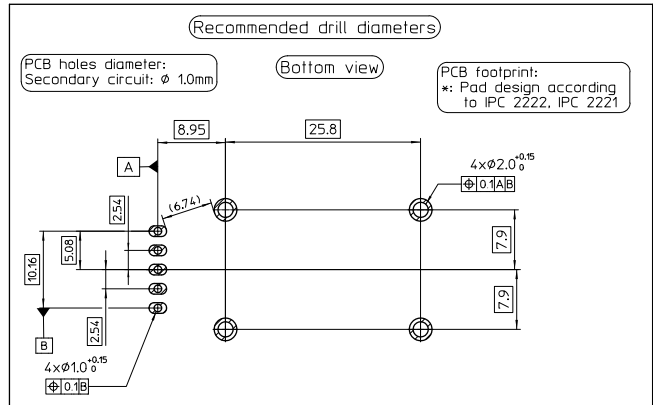 Recommended drill diameters
PCB holes diameter:
Secondary circuit: ϕ 1.0mm
Bottom view
PCB footprint:
*: Pad design according
to IPC 2222, IPC 2221
8.95
25.8
A
4xØ2.0 +0.15 0
⌖ 0.1 A B
(6.74)
2.54
5.08
10.16
7.9
7.9
2.54
B
4xØ1.0 +0.15 0
⌖ 0.1 B